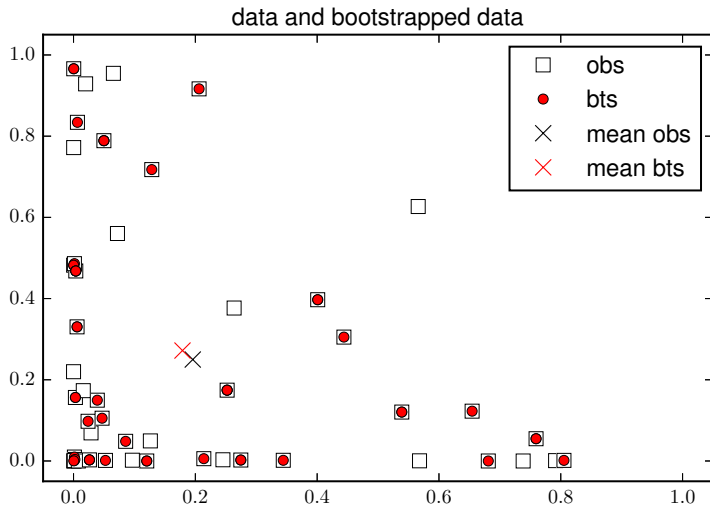 data and bootstrapped data
1.0
0.8
0.6
0.4
0.2
0.0
obs
bts
mean obs
mean bts
0.0 0.2 0.4 0.6 0.8 1.0